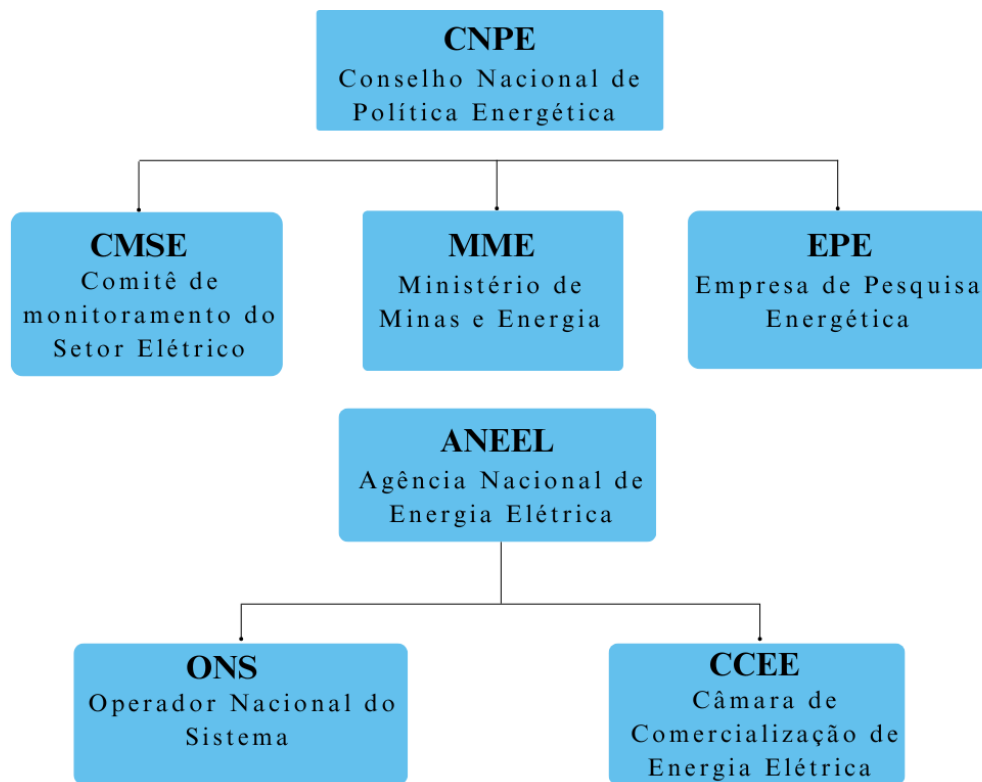 CNPE
Conselho Nacional de
Política Energética
CMSE
Comitê de
monitoramento do
Setor Elétrico
MME
Ministério de
Minas e Energia
EPE
Empresa de Pesquisa
Energética
ANEEL
Agência Nacional de
Energia Elétrica
ONS
Operador Nacional do
Sistema
CCEE
Câmara de
Comercialização de
Energia Elétrica